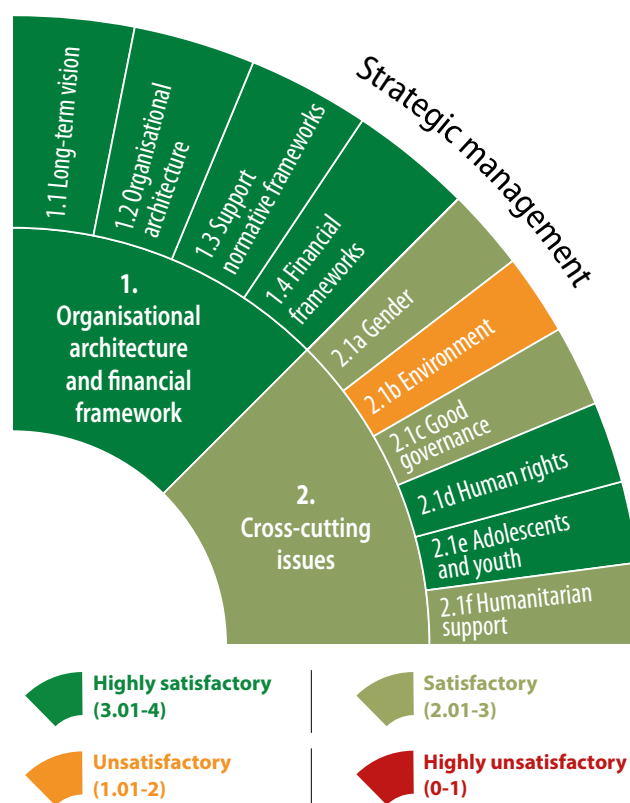 Strategic management
1.1 Long-term vision
1.2 Organisational
architecture
1.3 Support
normative frameworks
1.4 Financial
frameworks
1.
Organisational
architecture
and financial
framework
2.1a Gender
2.1b Environment
2.1c Good
governance
2.1d Human rights
2.1e Adolescents
and youth
2.1f Humanitarian
support
2.
Cross-cutting
issues
Highly satisfactory
(3.01-4)
Satisfactory
(2.01-3)
Unsatisfactory
(1.01-2)
Highly unsatisfactory
(0-1)